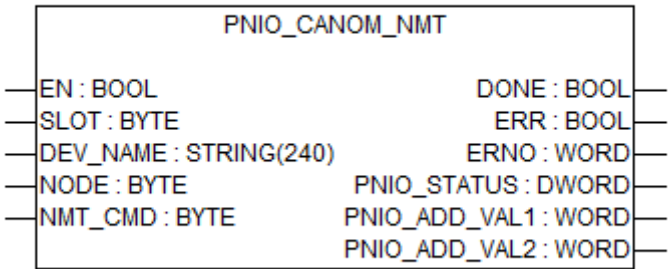 PNIO_CANOM_NMT
EN : BOOL DONE : BOOL
SLOT : BYTE ERR : BOOL
DEV_NAME : STRING(240) ERNO : WORD
NODE : BYTE PNIO_STATUS : DWORD
NMT_CMD : BYTE PNIO_ADD_VAL1 : WORD
PNIO_ADD_VAL2 : WORD